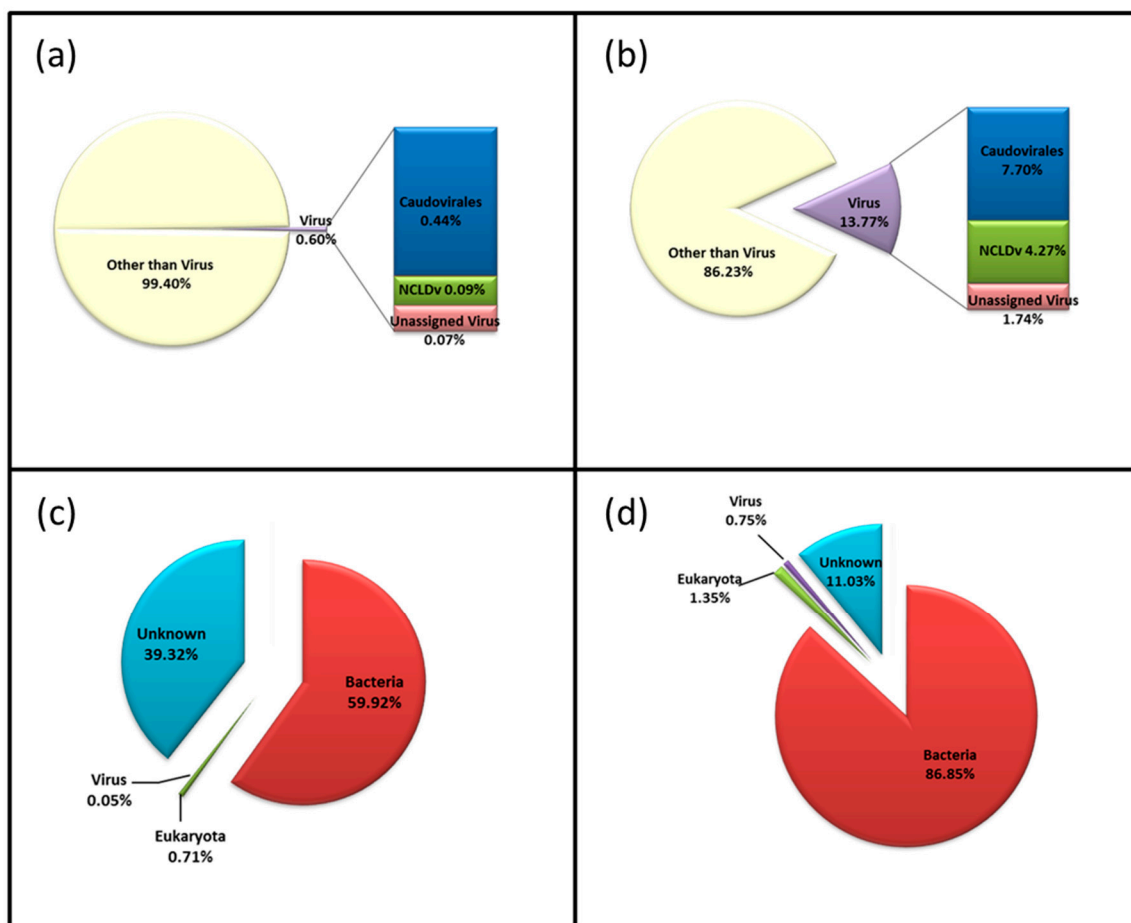 (a)
Other than Virus
99.40%
Virus
0.60%
Caudovirales
0.44%
NCLDv 0.09%
Unassigned Virus
0.07%
(b)
Other than Virus
86.23%
Virus
13.77%
Caudovirales
7.70%
NCLDv 4.27%
Unassigned Virus
1.74%
(c)
Unknown
39.32%
Bacteria
59.92%
Virus
0.05%
Eukaryota
0.71%
(d)
Virus
0.75%
Unknown
11.03%
Eukaryota
1.35%
Bacteria
86.85%